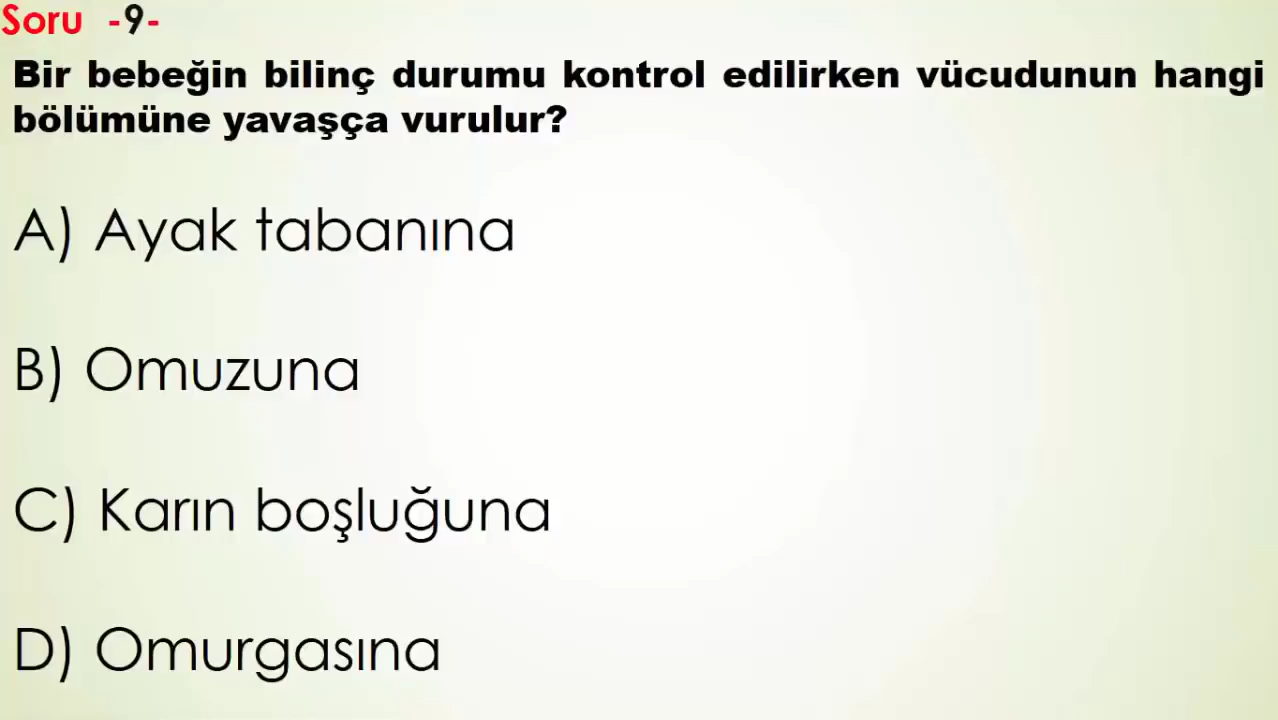 Soru -9-
Bir bebeğin bilinç durumu kontrol edilirken vücudunun hangi
bölümüne yavaşça vurulur?
A) Ayak tabanına
B) Omuzuna
C) Karın boşluğuna
D) Omurgasına